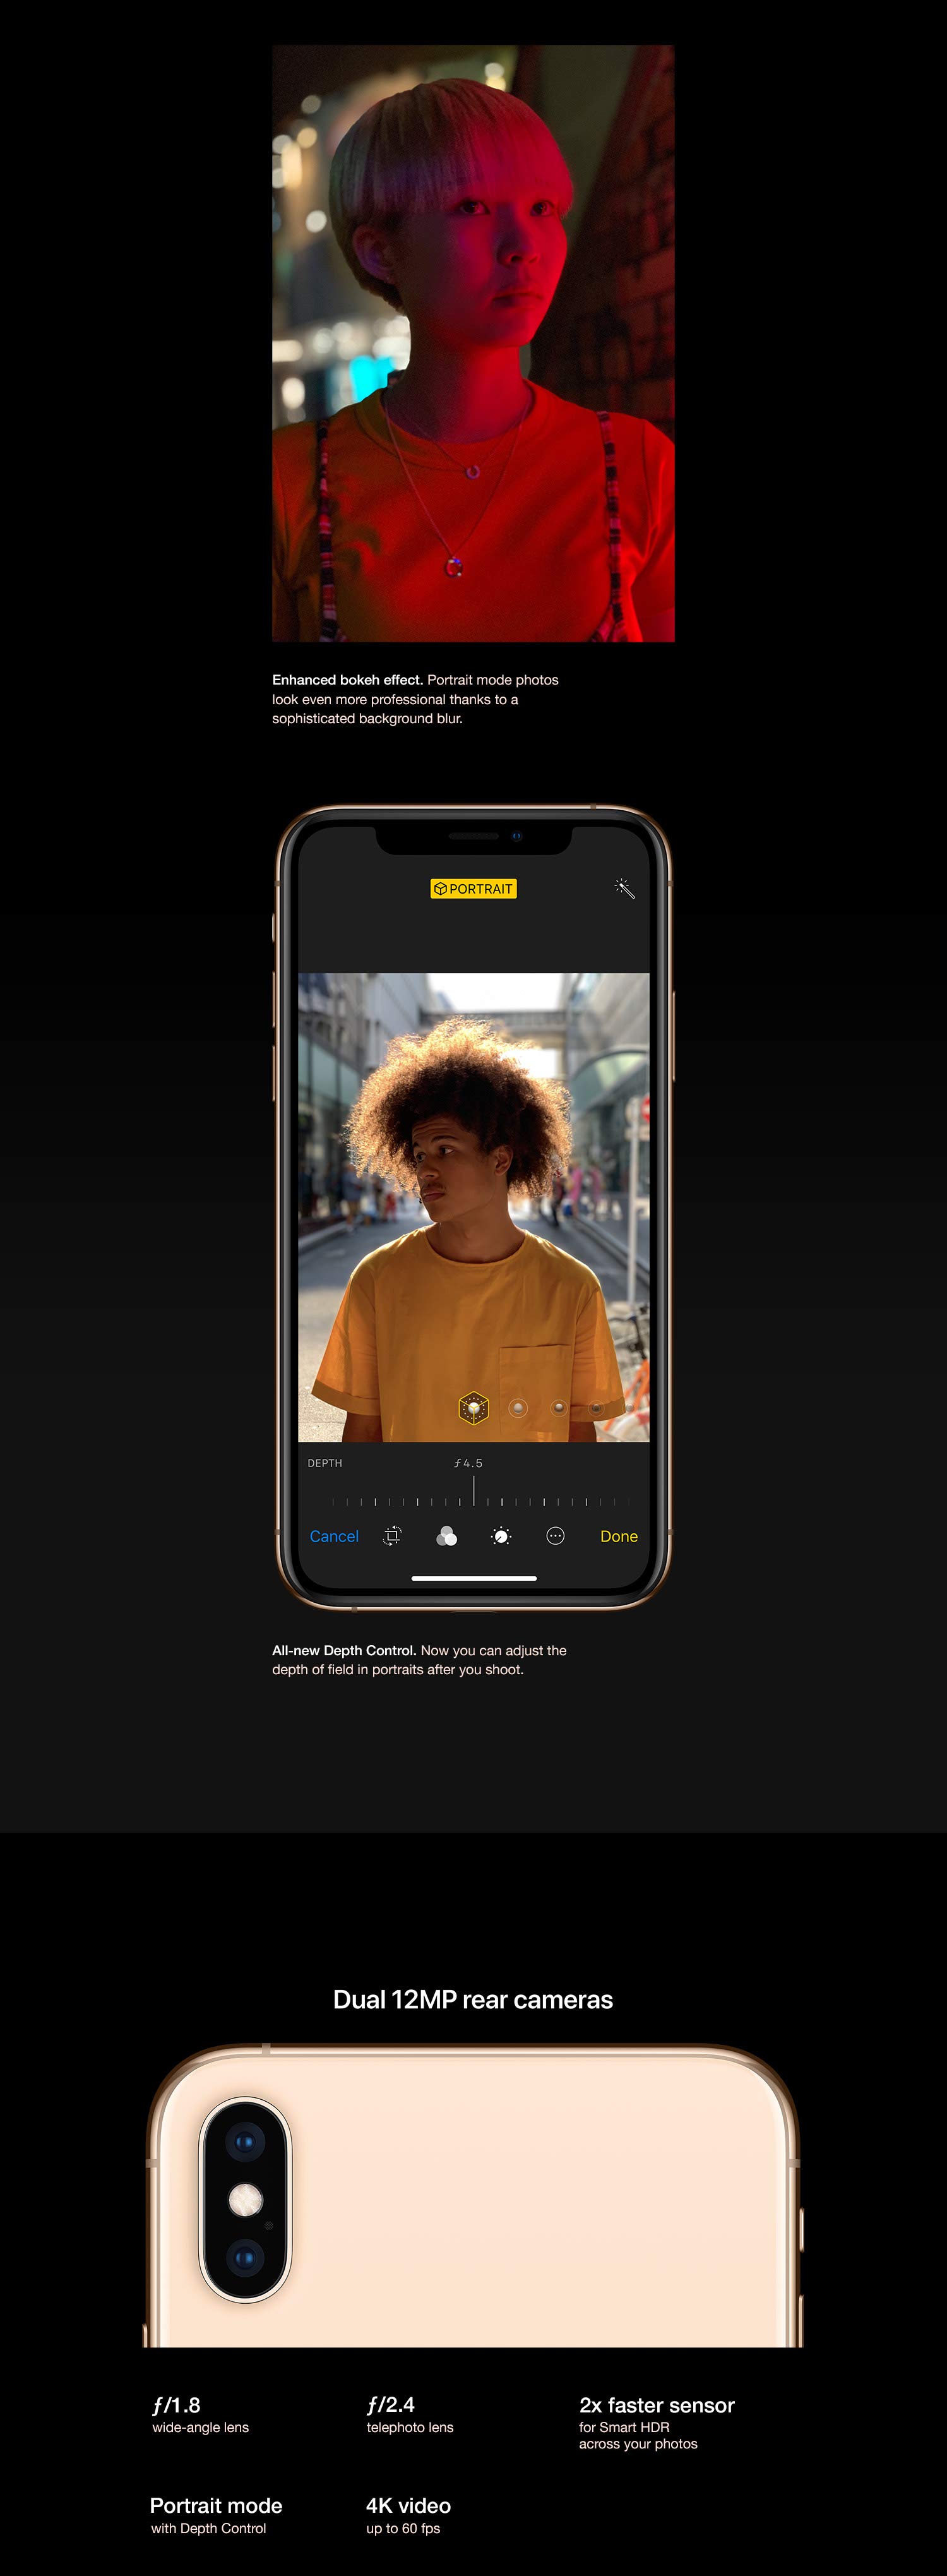 Enhanced bokeh effect. Portrait mode photos
look even more professional thanks to a
sophisticated background blur.
PORTRAIT
DEPTH
ƒ4.5
Cancel
Done
All-new Depth Control. Now you can adjust the
depth of field in portraits after you shoot.
Dual 12MP rear cameras
ƒ/1.8
wide-angle lens
ƒ/2.4
telephoto lens
2x faster sensor
for Smart HDR
across your photos
Portrait mode
with Depth Control
4K video
up to 60 fps